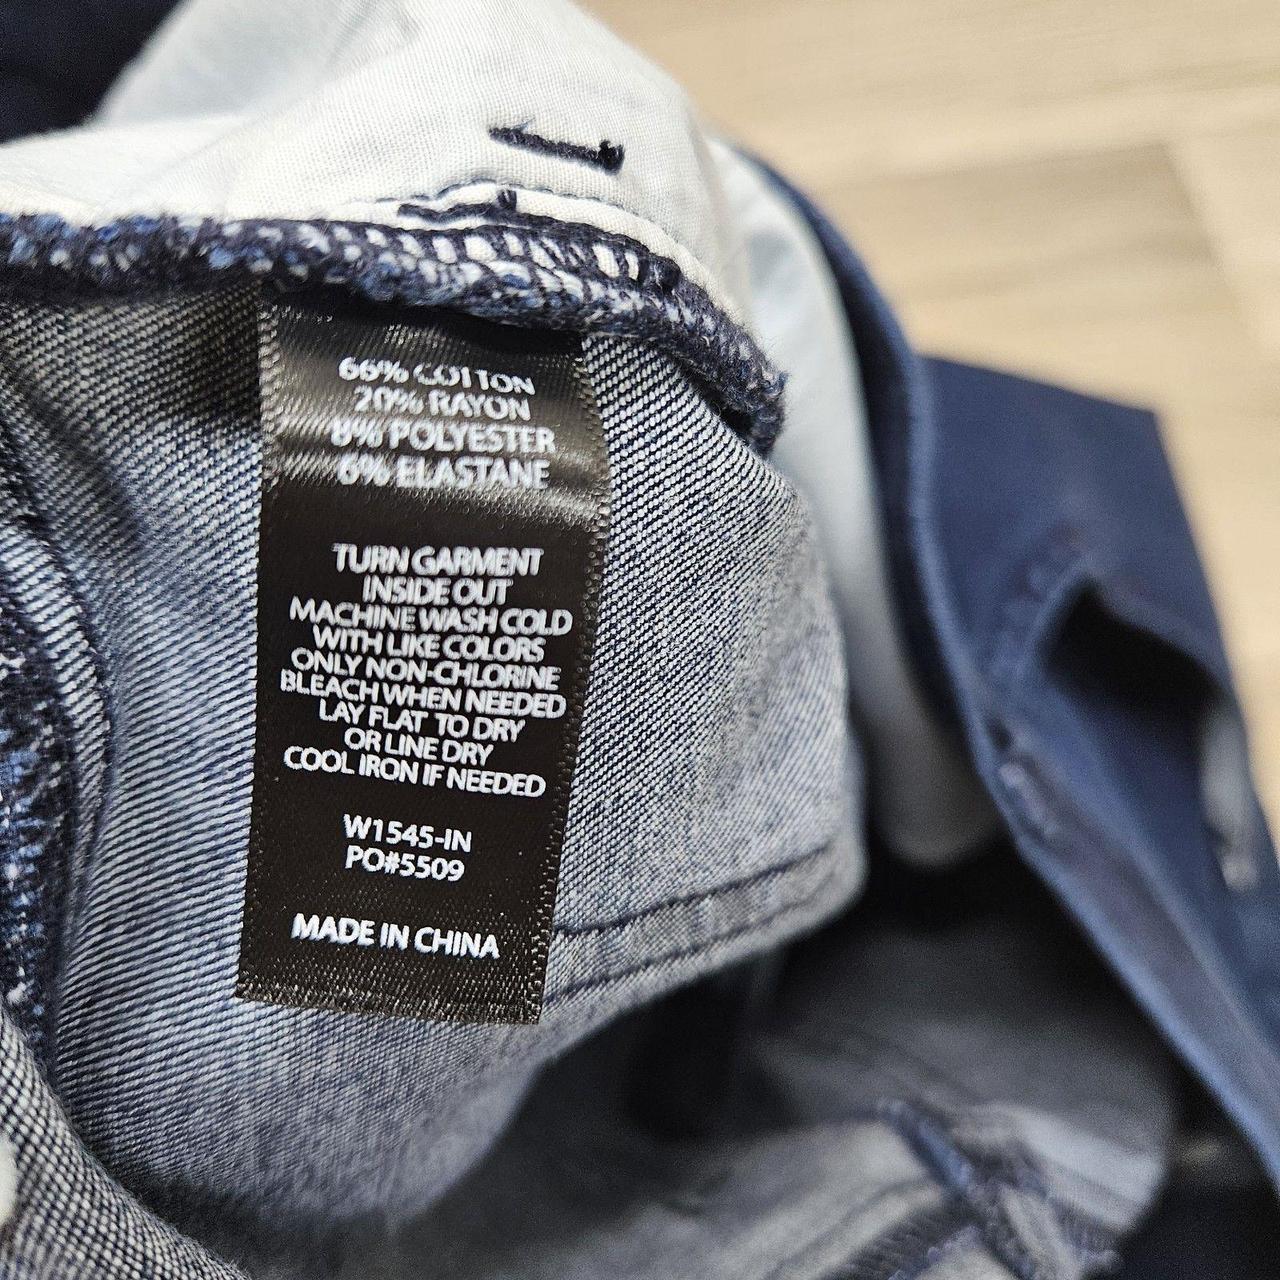 66% COTTON
20% RAYON
8% POLYESTER
6% ELASTANE
TURN GARMENT
INSIDE OUT
MACHINE WASH COLD
WITH LIKE COLORS
ONLY NON-CHLORINE
BLEACH WHEN NEEDED
LAY FLAT TO DRY
OR LINE DRY
COOL IRON IF NEEDED
W1545-IN
PO#5509
MADE IN CHINA